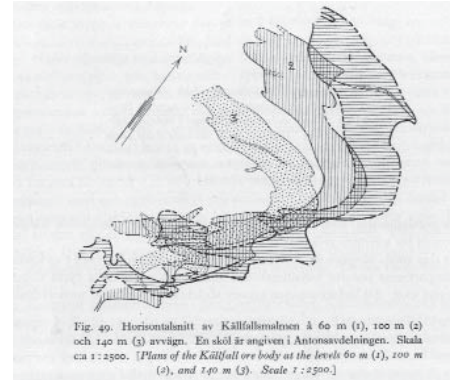 N
1
2
3
Fig. 49. Horisontalsnitt av Källfallsmalmen å 60 m (1), 100 m (2)
och 140 m (3) avvägn. En sköl är angiven i Antonsavdelningen. Skala
c:a 1 : 2500. [Plans of the Källfall ore body at the levels 60 m (1), 100 m
(2), and 140 m (3). Scale 1 : 2500.]